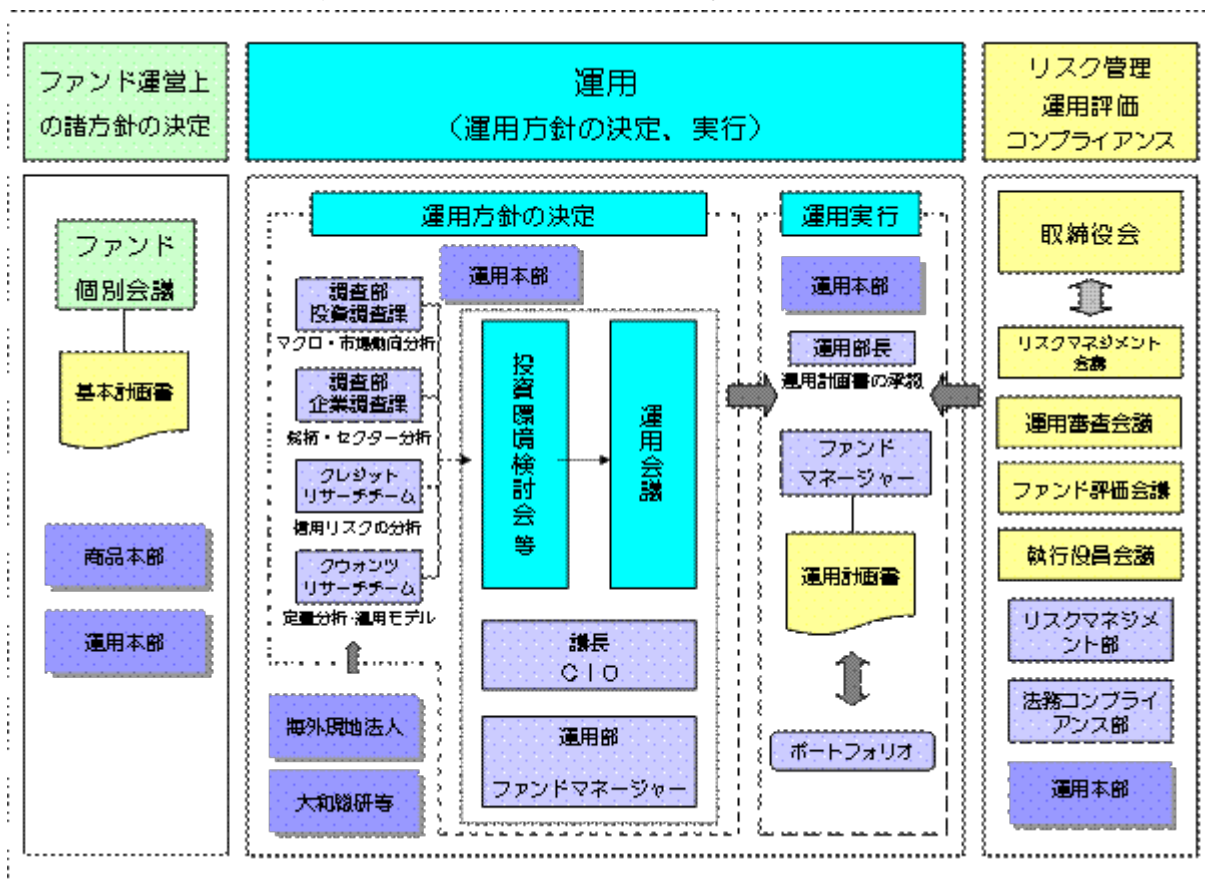 ファンド運営上
の諸方針の決定
運用
（運用方針の決定、実行）
リスク管理
運用評価
コンプライアンス
ファンド
個別会議
基本計画書
商品本部
運用本部
運用方針の決定
運用本部
調査部
投資調査課
マクロ・市場動向分析
調査部
企業調査課
銘柄・セクター分析
クレジット
リサーチチーム
信用リスクの分析
クウォンツ
リサーチチーム
定量分析・運用モデル
海外現地法人
大和総研等
投資環境検討会等
運用会議
議長
ＣＩＯ
運用部
ファンドマネージャー
運用実行
運用本部
運用部長
運用計画書の承認
ファンド
マネージャー
運用計画書
ポートフォリオ
取締役会
リスクマネジメント
会議
運用審査会議
ファンド評価会議
執行役員会議
リスクマネジメ
ント部
法務コンプライ
アンス部
運用本部